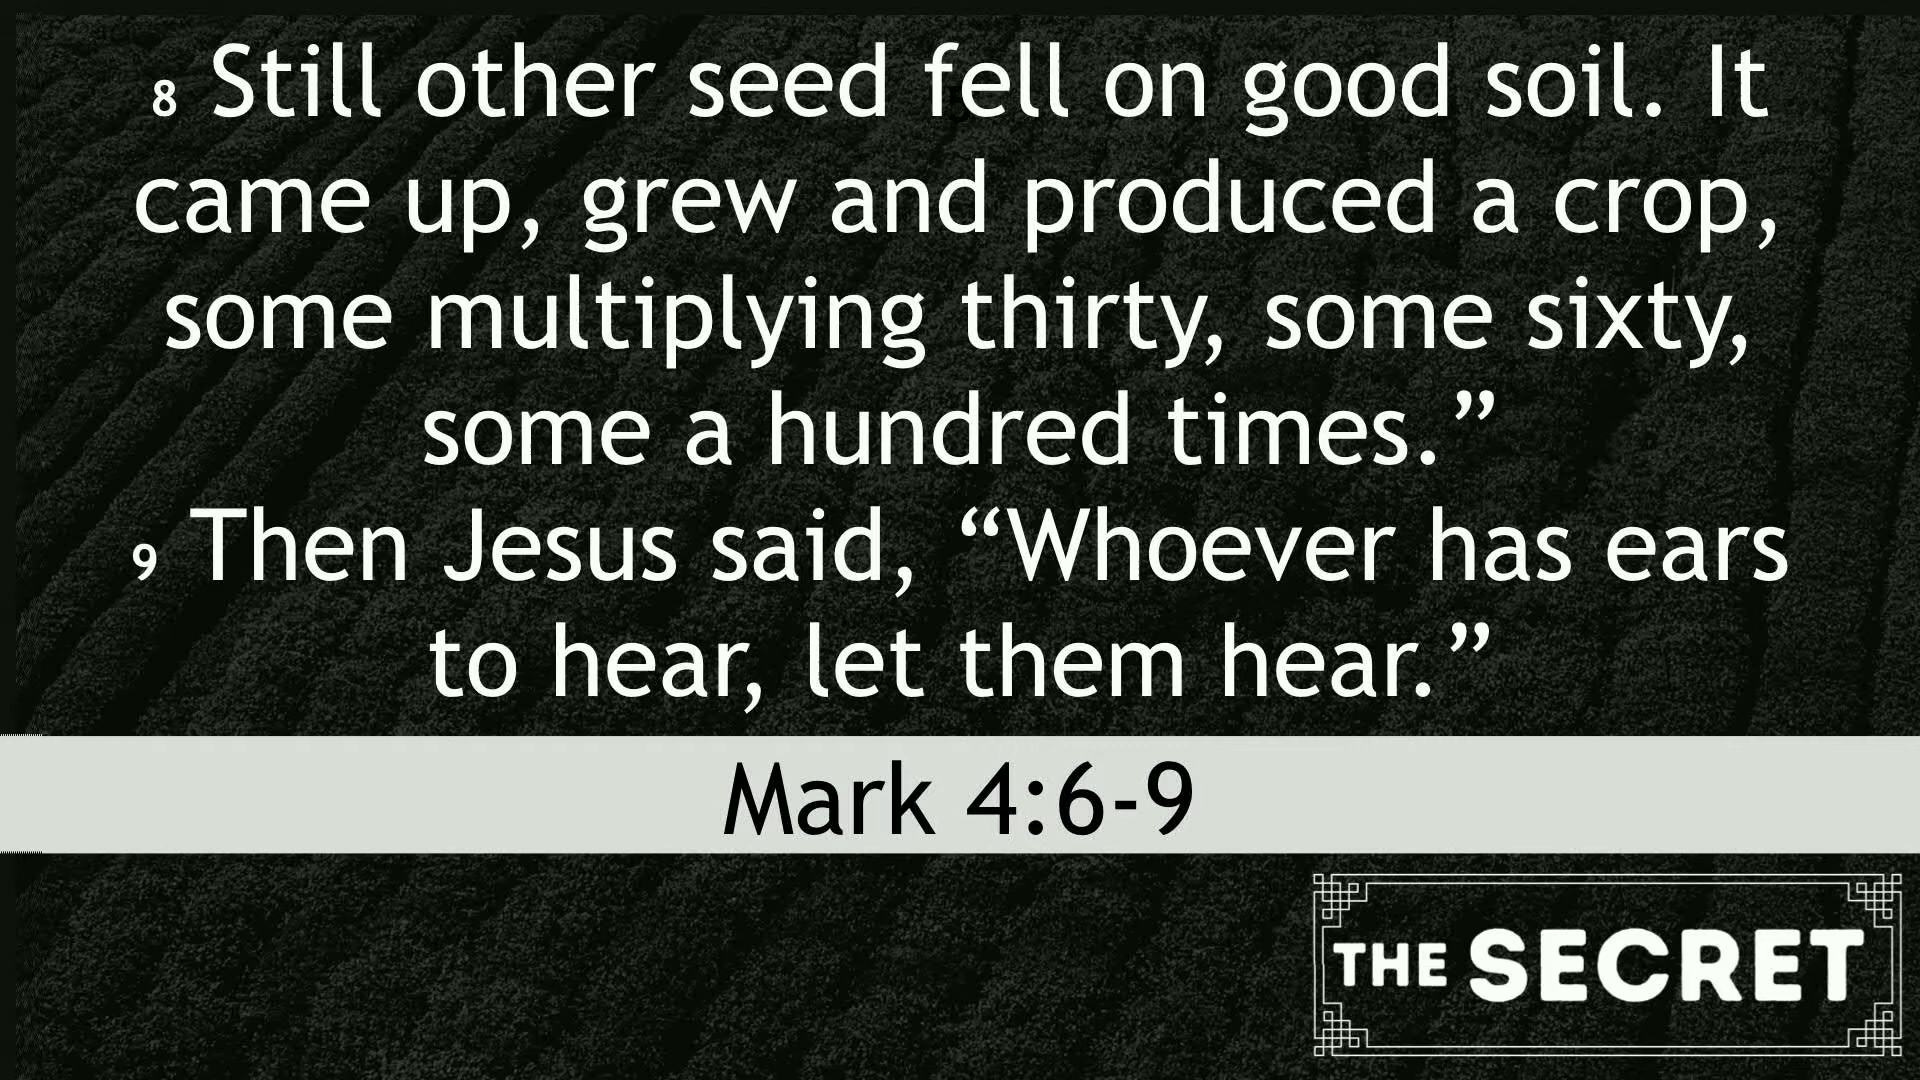 8 Still other seed fell on good soil. It
came up, grew and produced a crop,
some multiplying thirty, some sixty,
some a hundred times.”
9 Then Jesus said, “Whoever has ears
to hear, let them hear.”
Mark 4:6-9
THE SECRET